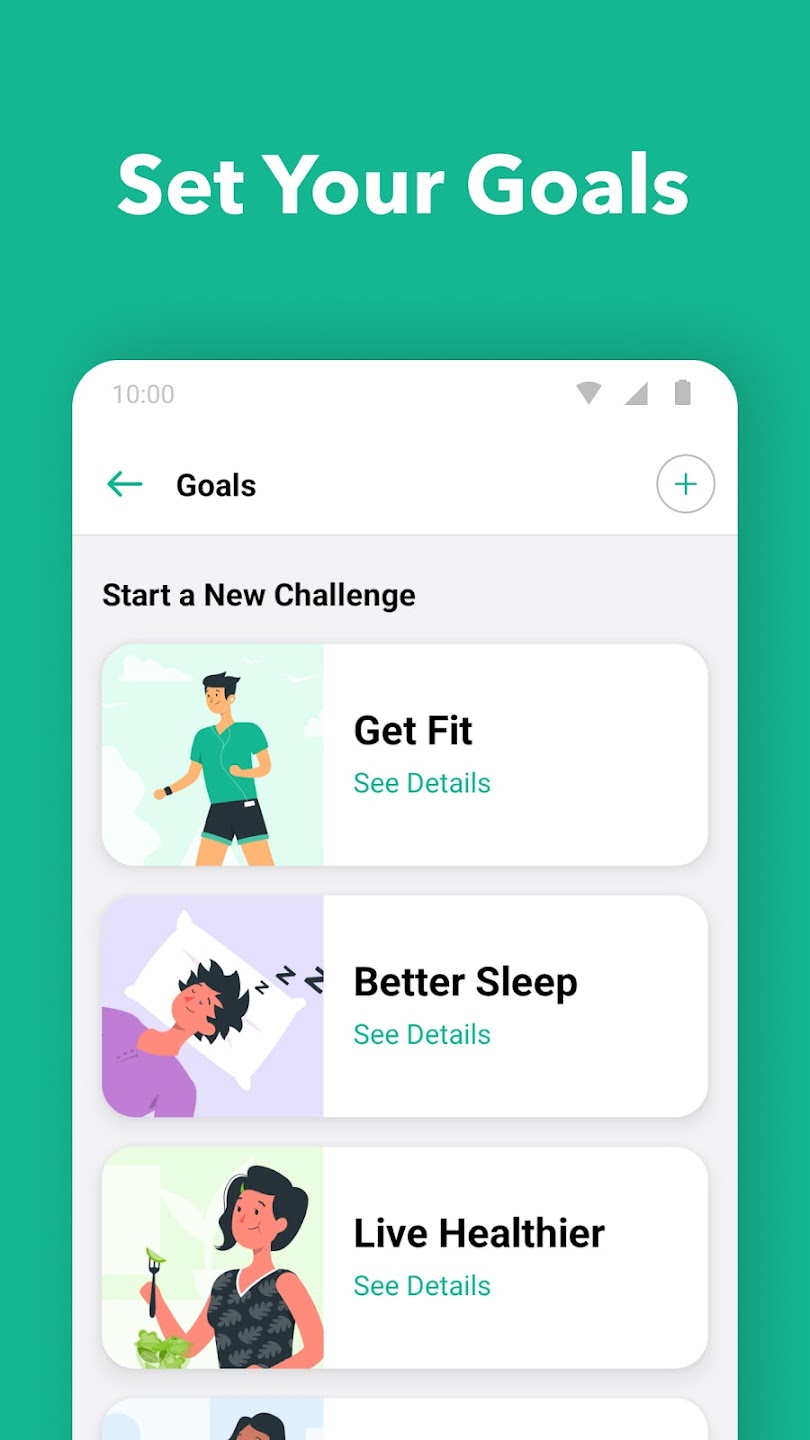 Set Your Goals
10:00
Goals
Start a New Challenge
Get Fit
See Details
z z z
Better Sleep
See Details
Live Healthier
See Details